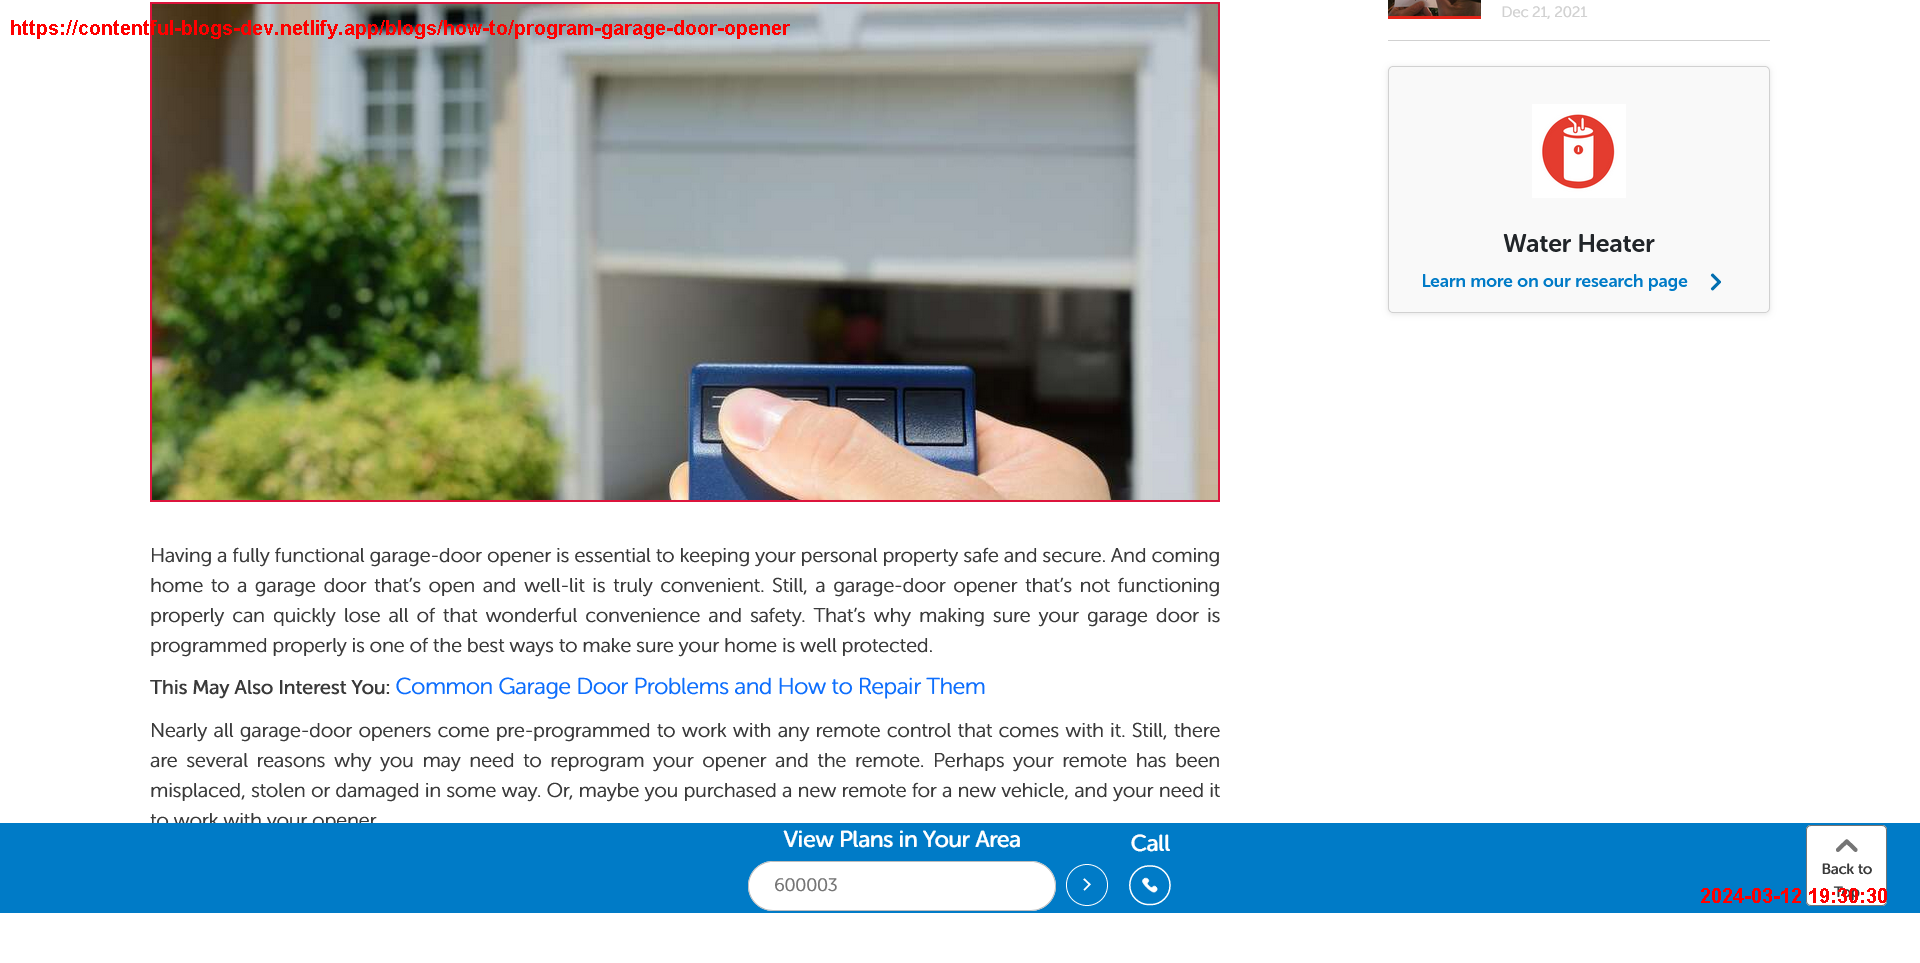 https://contentful-blogs-dev.netlify.app/blogs/how-to/program-garage-door-opener
Dec 21, 2021
Water Heater
Learn more on our research page
Having a fully functional garage-door opener is essential to keeping your personal property safe and secure. And coming
home to a garage door that’s open and well-lit is truly convenient. Still, a garage-door opener that’s not functioning
properly can quickly lose all of that wonderful convenience and safety. That’s why making sure your garage door is
programmed properly is one of the best ways to make sure your home is well protected.
This May Also Interest You: Common Garage Door Problems and How to Repair Them
Nearly all garage-door openers come pre-programmed to work with any remote control that comes with it. Still, there
are several reasons why you may need to reprogram your opener and the remote. Perhaps your remote has been
misplaced, stolen or damaged in some way. Or, maybe you purchased a new remote for a new vehicle, and your need it
to work with your opener.
View Plans in Your Area
600003
Call
Back to
Top
2024-03-12 19:30:30